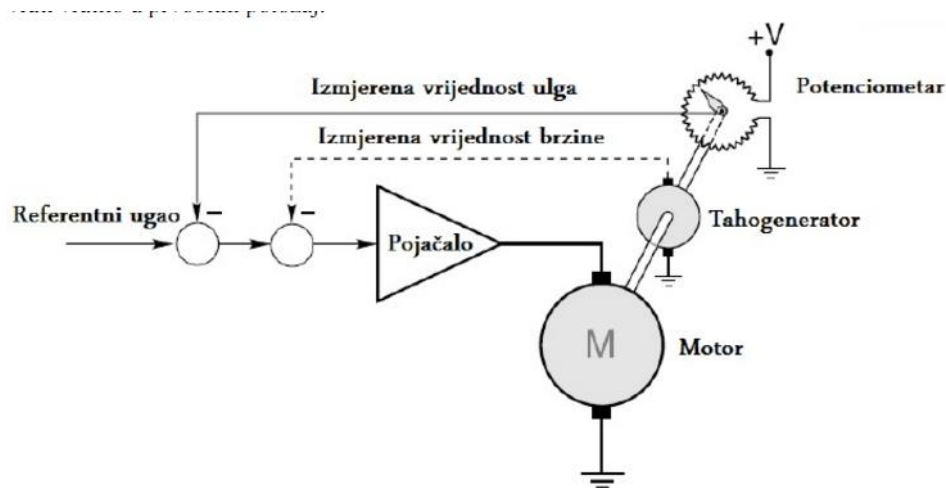 +V
Izmjerena vrijednost ulga
Potenciometar
Izmjerena vrijednost brzine
Referentni ugao
Tahogenerator
Pojačalo
M
Motor